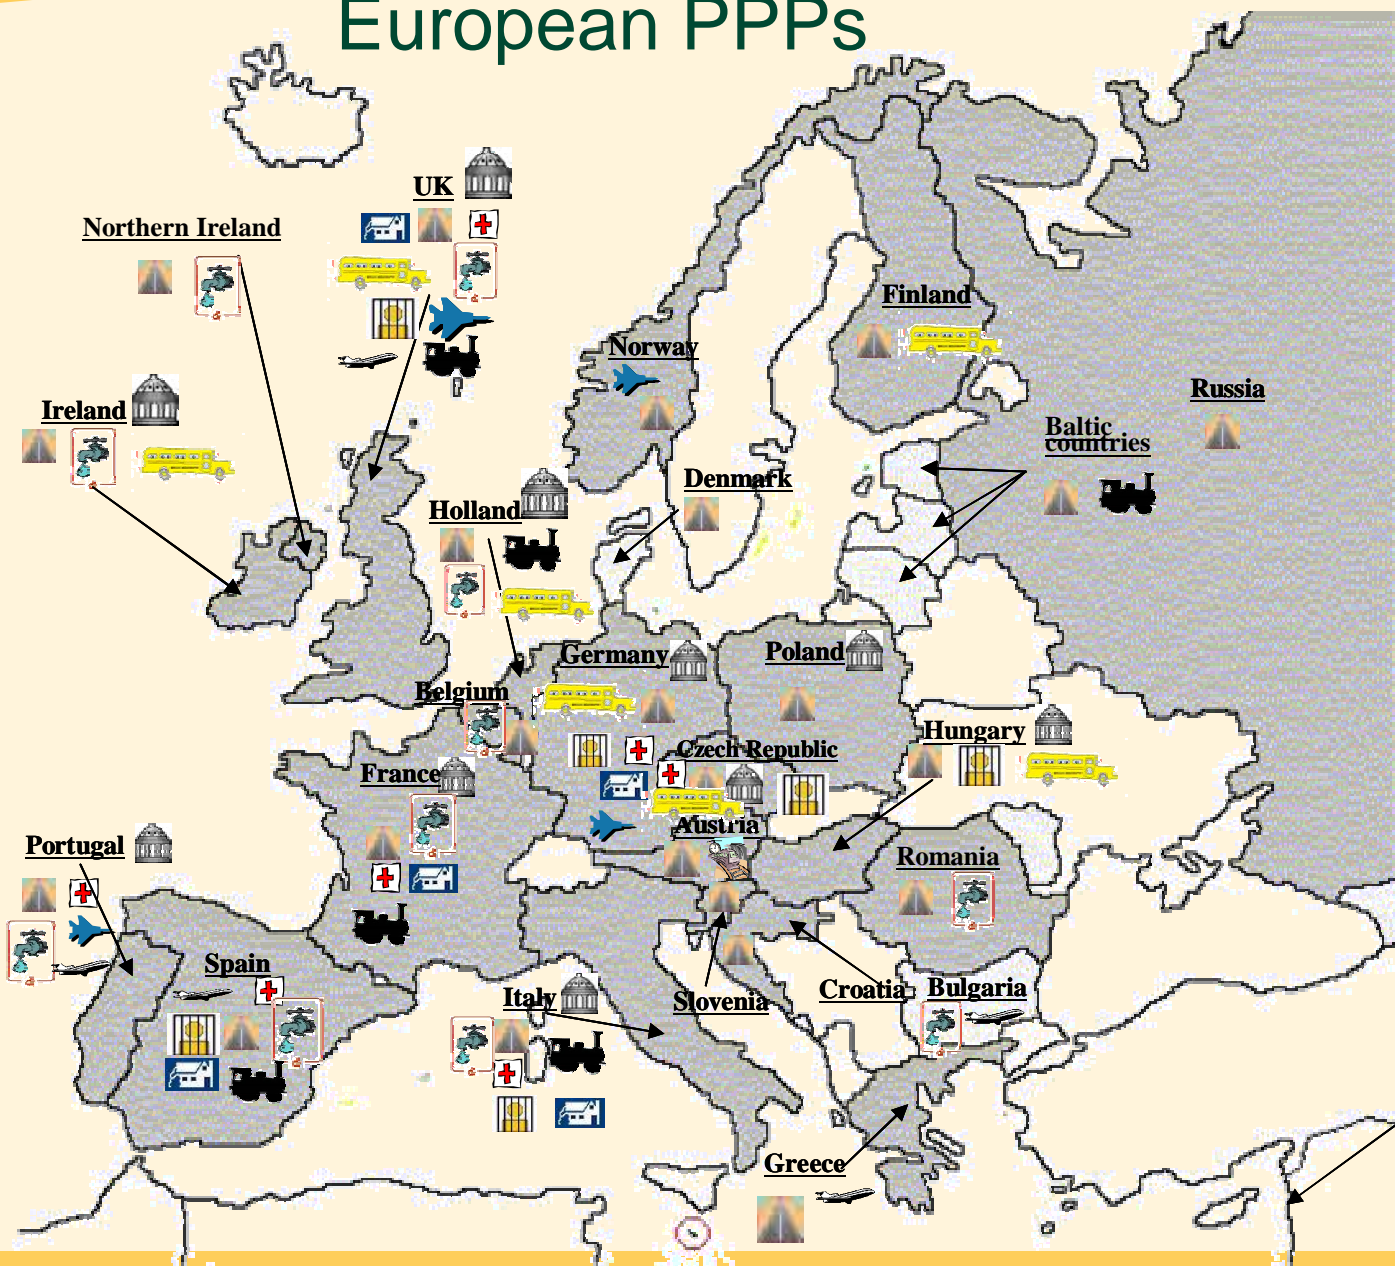 European PPPs
UK
Northern Ireland
Finland
Norway
Russia
Ireland
Baltic
countries
Denmark
Holland
Germany
Poland
Belgium
Hungary
Czech Republic
France
Austria
Portugal
Romania
Spain
Italy
Slovenia
Croatia
Bulgaria
Greece